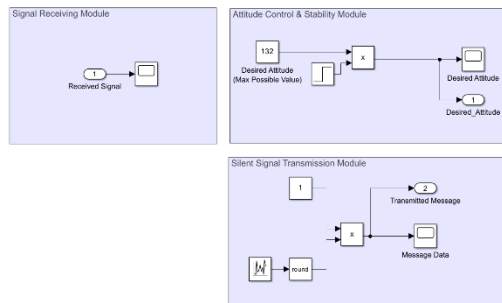 Signal Receiving Module
1
Received Signal
Attitude Control & Stability Module
132
Desired Attitude
(Max Possible Value)
x
Desired Attitude
1
Desired_Attitude
Silent Signal Transmission Module
1
2
Transmitted Message
x
Message Data
round